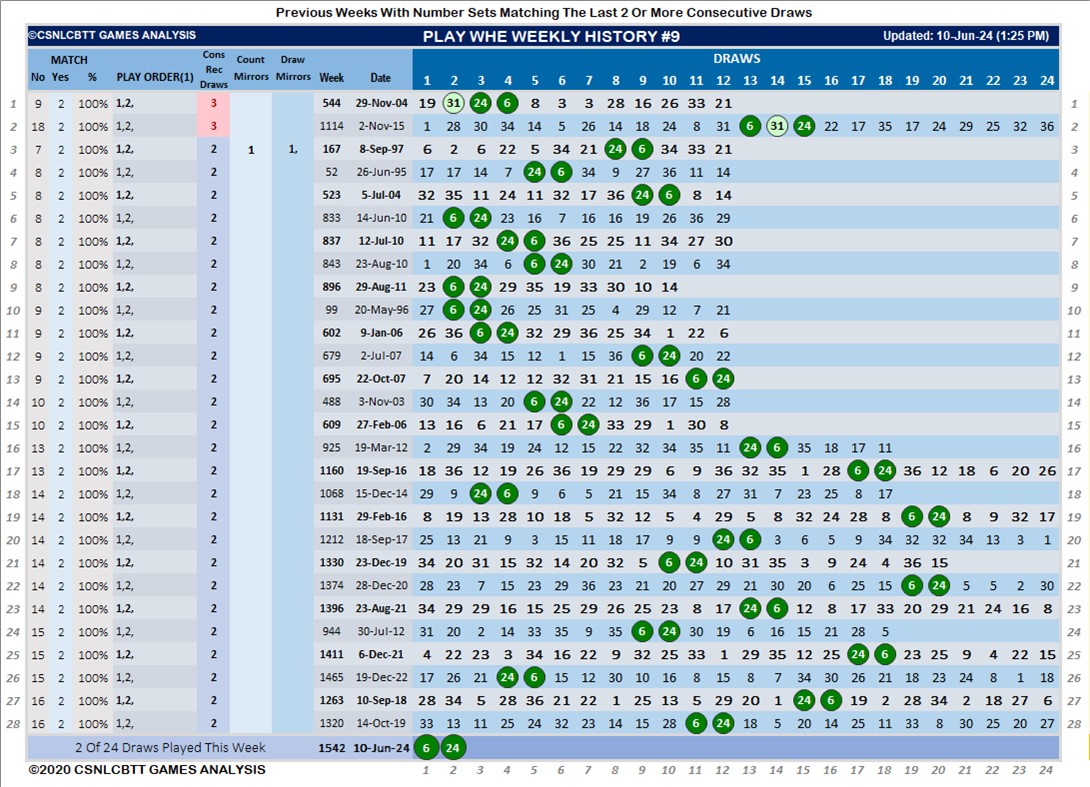 Previous Weeks With Number Sets Matching The Last 2 Or More Consecutive Draws
©CSNLCBTT GAMES ANALYSIS PLAY WHE WEEKLY HISTORY #9 Updated: 10-Jun-24 (1:25 PM)
MATCH Cons Rec Draws Count Mirrors Draw Mirrors DRAWS
No Yes % PLAY ORDER(1) Week Date 1 2 3 4 5 6 7 8 9 10 11 12 13 14 15 16 17 18 19 20 21 22 23 24
1 9 2 100% 1,2, 3 544 29-Nov-04 19 31 24 6 8 3 3 28 16 26 33 21 1
2 18 2 100% 1,2, 3 1114 2-Nov-15 1 28 30 34 14 5 26 14 18 24 8 31 6 31 24 22 17 35 17 24 29 25 32 36 2
3 7 2 100% 1,2, 2 1 1, 167 8-Sep-97 6 2 6 22 5 34 21 24 6 34 33 21 3
4 8 2 100% 1,2, 2 52 26-Jun-95 17 17 14 7 24 6 34 9 27 36 11 14 4
5 8 2 100% 1,2, 2 523 5-Jul-04 32 35 11 24 11 32 17 36 24 6 8 14 5
6 8 2 100% 1,2, 2 833 14-Jun-10 21 6 24 23 16 7 16 16 19 26 36 29 6
7 8 2 100% 1,2, 2 837 12-Jul-10 11 17 32 24 6 36 25 25 11 34 27 30 7
8 8 2 100% 1,2, 2 843 23-Aug-10 1 20 34 6 6 24 30 21 2 19 6 34 8
9 8 2 100% 1,2, 2 896 29-Aug-11 23 6 24 29 35 19 33 30 10 14 9
10 9 2 100% 1,2, 2 99 20-May-96 27 6 24 26 25 31 25 4 29 12 7 21 10
11 9 2 100% 1,2, 2 602 9-Jan-06 26 36 6 24 32 29 36 25 34 1 22 6 11
12 9 2 100% 1,2, 2 679 2-Jul-07 14 6 34 15 12 1 15 36 6 24 20 22 12
13 9 2 100% 1,2, 2 695 22-Oct-07 7 20 14 12 12 32 31 21 15 16 6 24 13
14 10 2 100% 1,2, 2 488 3-Nov-03 30 34 13 20 6 24 22 12 36 17 15 28 14
15 10 2 100% 1,2, 2 609 27-Feb-06 13 16 6 21 17 6 24 33 29 1 30 8 15
16 13 2 100% 1,2, 2 925 19-Mar-12 2 29 34 19 24 12 15 22 32 34 35 11 24 6 35 18 17 11 16
17 13 2 100% 1,2, 2 1160 19-Sep-16 18 36 12 19 26 36 19 29 29 6 9 36 32 35 1 28 6 24 36 12 18 6 20 26 17
18 14 2 100% 1,2, 2 1068 15-Dec-14 29 9 24 6 9 6 5 21 15 34 8 27 31 7 23 25 8 17 18
19 14 2 100% 1,2, 2 1131 29-Feb-16 8 19 13 28 10 18 5 32 12 5 4 29 5 8 32 24 28 8 6 24 8 9 32 17 19
20 14 2 100% 1,2, 2 1212 18-Sep-17 25 13 21 9 3 15 11 18 17 9 9 24 6 3 6 5 9 34 32 32 34 13 3 1 20
21 14 2 100% 1,2, 2 1330 23-Dec-19 34 20 31 15 32 14 20 32 5 6 24 10 31 35 3 9 24 4 36 15 21
22 14 2 100% 1,2, 2 1374 28-Dec-20 28 23 7 15 23 29 36 23 21 20 27 29 21 30 20 6 25 15 6 24 5 5 2 30 22
23 14 2 100% 1,2, 2 1396 23-Aug-21 34 29 29 16 15 25 29 26 25 23 8 17 24 6 12 8 17 33 20 29 21 24 16 8 23
24 15 2 100% 1,2, 2 944 30-Jul-12 31 20 2 14 33 35 9 35 6 24 30 19 6 16 15 21 28 5 24
25 15 2 100% 1,2, 2 1411 6-Dec-21 4 22 23 3 34 16 22 9 32 25 33 1 29 35 12 25 24 6 23 25 9 4 22 15 25
26 15 2 100% 1,2, 2 1465 19-Dec-22 17 26 21 24 6 15 12 30 10 16 8 15 8 7 34 30 26 21 18 23 24 8 1 18 26
27 16 2 100% 1,2, 2 1263 10-Sep-18 28 34 5 28 36 21 22 1 25 13 5 29 20 1 24 6 19 2 28 34 2 18 27 6 27
28 16 2 100% 1,2, 2 1320 14-Oct-19 33 13 11 25 24 32 23 14 15 28 6 24 18 5 20 14 25 11 33 8 30 25 20 27 28
2 Of 24 Draws Played This Week 1542 10-Jun-24 6 24
©2020 CSNLCBTT GAMES ANALYSIS 1 2 3 4 5 6 7 8 9 10 11 12 13 14 15 16 17 18 19 20 21 22 23 24